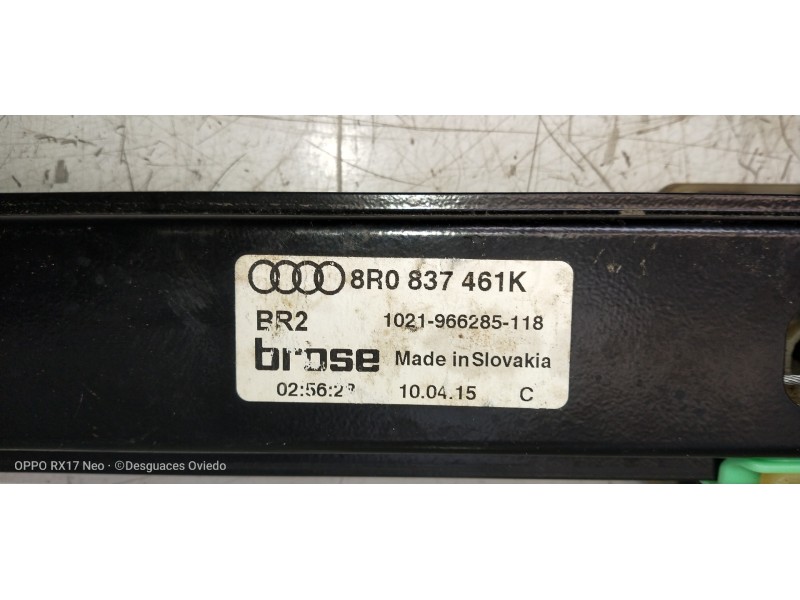 8R0 837 461K
BR2 1021-966285-118
brose Made in Slovakia
10.04.15 C
OPPO RX17 Neo · ©Desguaces Oviedo